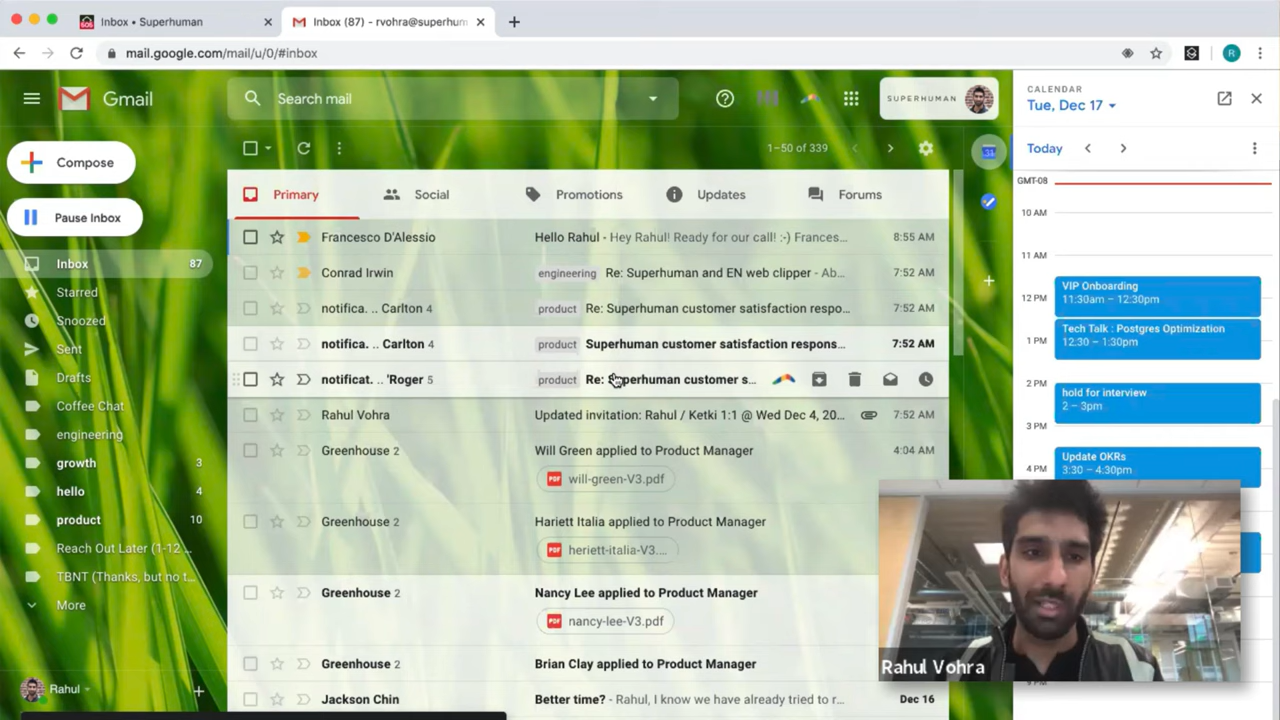 Inbox • Superhuman
Inbox (87) - rvohra@superhum
mail.google.com/mail/u/0/#inbox
R
Gmail
Search mail
SUPERHUMAN
CALENDAR
Tue, Dec 17
Compose
1–50 of 339
31
Today
Pause Inbox
Primary
Social
Promotions
Updates
Forums
GMT-08
10 AM
11 AM
12 PM
1 PM
2 PM
3 PM
4 PM
VIP Onboarding
11:30am – 12:30pm
Tech Talk : Postgres Optimization
12:30 – 1:30pm
hold for interview
2 – 3pm
Update OKRs
3:30 – 4:30pm
Inbox 87
Starred
Snoozed
Sent
Drafts
Coffee Chat
engineering
growth 3
hello 4
product 10
Reach Out Later (1-12 ...
TBNT (Thanks, but no t...
More
Rahul
Francesco D'Alessio Hello Rahul - Hey Rahul! Ready for our call! :-) Frances... 8:55 AM
Conrad Irwin engineering Re: Superhuman and EN web clipper - Ab... 7:52 AM
notifica. .. Carlton 4 product Re: Superhuman customer satisfaction respo... 7:52 AM
notifica. .. Carlton 4 product Superhuman customer satisfaction respons... 7:52 AM
notificat. .. 'Roger 5 product Re: Superhuman customer s...
Rahul Vohra Updated invitation: Rahul / Ketki 1:1 @ Wed Dec 4, 20... 7:52 AM
Greenhouse 2 Will Green applied to Product Manager 4:04 AM
PDF will-green-V3.pdf
Greenhouse 2 Hariett Italia applied to Product Manager
PDF heriett-italia-V3....
Greenhouse 2 Nancy Lee applied to Product Manager
PDF nancy-lee-V3.pdf
Greenhouse 2 Brian Clay applied to Product Manager
Jackson Chin Better time? - Rahul, I know we have already tried to r... Dec 16
Rahul Vohra